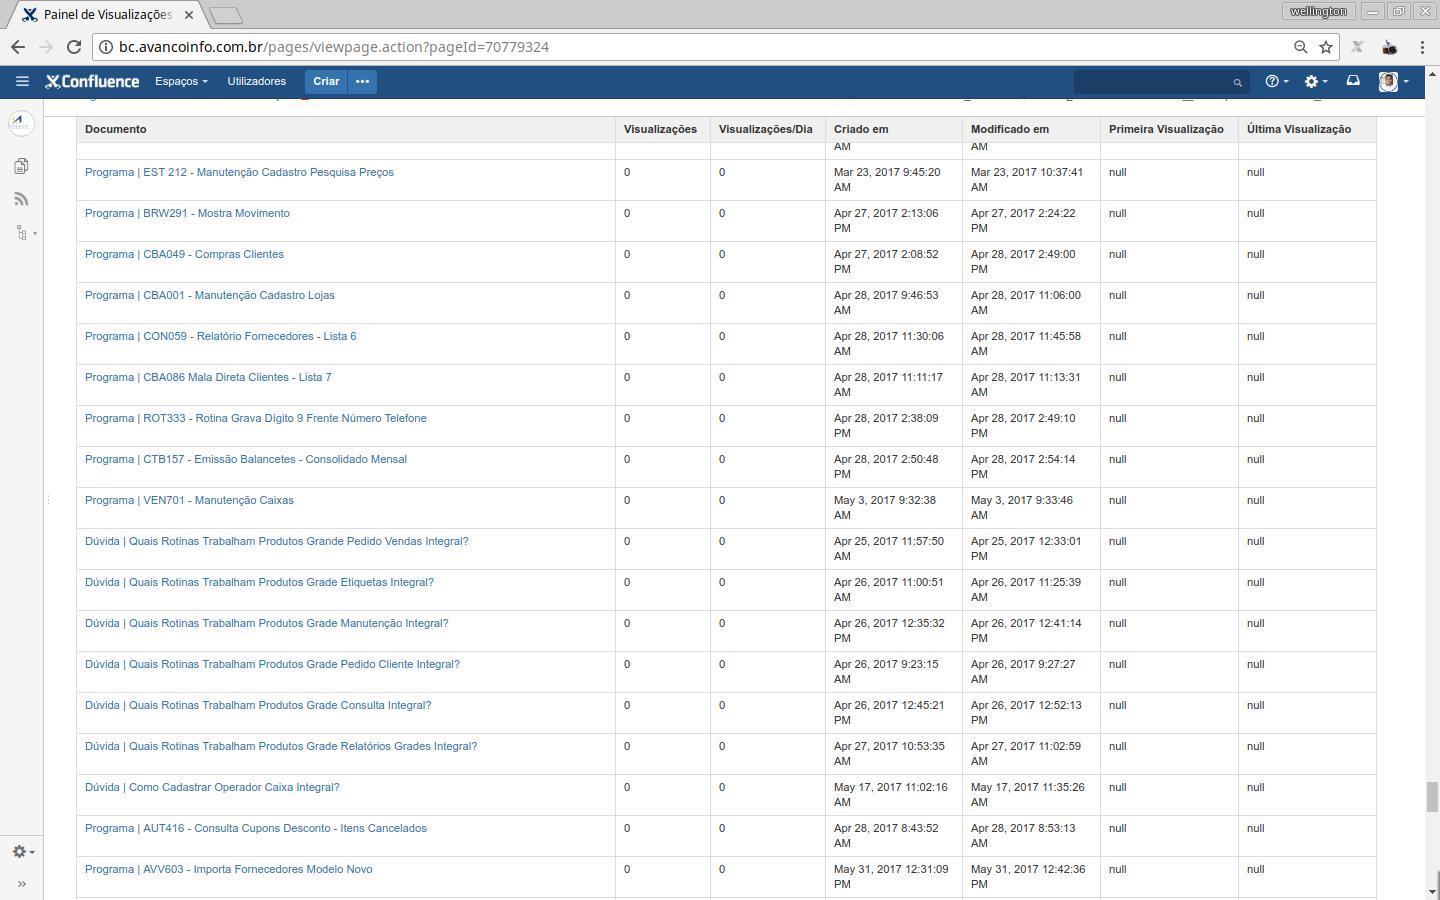 Painel de Visualizações
wellington
bc.avancoinfo.com.br/pages/viewpage.action?pageId=70779324
Confluence Espaços Utilizadores Criar •••
Documento Visualizações Visualizações/Dia Criado em Modificado em Primeira Visualização Última Visualização
AM AM
Programa | EST 212 - Manutenção Cadastro Pesquisa Preços 0 0 Mar 23, 2017 9:45:20 Mar 23, 2017 10:37:41 null null
AM AM
Programa | BRW291 - Mostra Movimento 0 0 Apr 27, 2017 2:13:06 Apr 27, 2017 2:24:22 null null
PM PM
Programa | CBA049 - Compras Clientes 0 0 Apr 27, 2017 2:08:52 Apr 28, 2017 2:49:00 null null
PM PM
Programa | CBA001 - Manutenção Cadastro Lojas 0 0 Apr 28, 2017 9:46:53 Apr 28, 2017 11:06:00 null null
AM AM
Programa | CON059 - Relatório Fornecedores - Lista 6 0 0 Apr 28, 2017 11:30:06 Apr 28, 2017 11:45:58 null null
AM AM
Programa | CBA086 Mala Direta Clientes - Lista 7 0 0 Apr 28, 2017 11:11:17 Apr 28, 2017 11:13:31 null null
AM AM
Programa | ROT333 - Rotina Grava Dígito 9 Frente Número Telefone 0 0 Apr 28, 2017 2:38:09 Apr 28, 2017 2:49:10 null null
PM PM
Programa | CTB157 - Emissão Balancetes - Consolidado Mensal 0 0 Apr 28, 2017 2:50:48 Apr 28, 2017 2:54:14 null null
PM PM
Programa | VEN701 - Manutenção Caixas 0 0 May 3, 2017 9:32:38 May 3, 2017 9:33:46 null null
AM AM
Dúvida | Quais Rotinas Trabalham Produtos Grande Pedido Vendas Integral? 0 0 Apr 25, 2017 11:57:50 Apr 25, 2017 12:33:01 null null
AM PM
Dúvida | Quais Rotinas Trabalham Produtos Grade Etiquetas Integral? 0 0 Apr 26, 2017 11:00:51 Apr 26, 2017 11:25:39 null null
AM AM
Dúvida | Quais Rotinas Trabalham Produtos Grade Manutenção Integral? 0 0 Apr 26, 2017 12:35:32 Apr 26, 2017 12:41:14 null null
PM PM
Dúvida | Quais Rotinas Trabalham Produtos Grade Pedido Cliente Integral? 0 0 Apr 26, 2017 9:23:15 Apr 26, 2017 9:27:27 null null
AM AM
Dúvida | Quais Rotinas Trabalham Produtos Grade Consulta Integral? 0 0 Apr 26, 2017 12:45:21 Apr 26, 2017 12:52:13 null null
PM PM
Dúvida | Quais Rotinas Trabalham Produtos Grade Relatórios Grades Integral? 0 0 Apr 27, 2017 10:53:35 Apr 27, 2017 11:02:59 null null
AM AM
Dúvida | Como Cadastrar Operador Caixa Integral? 0 0 May 17, 2017 11:02:16 May 17, 2017 11:35:26 null null
AM AM
Programa | AUT416 - Consulta Cupons Desconto - Itens Cancelados 0 0 Apr 28, 2017 8:43:52 Apr 28, 2017 8:53:13 null null
AM AM
Programa | AVV603 - Importa Fornecedores Modelo Novo 0 0 May 31, 2017 12:31:09 May 31, 2017 12:42:36 null null
PM PM